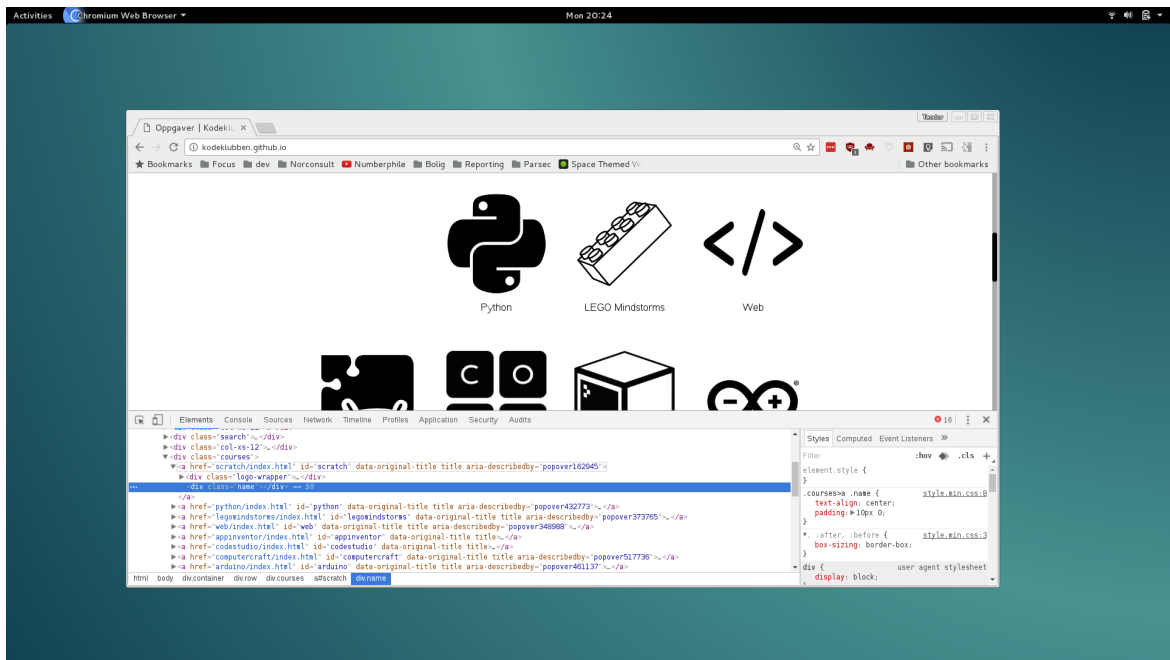 Activities Chromium Web Browser Mon 20:24
Oppgaver | Kodeklu
kodeklubben.github.io
Bookmarks Focus dev Norconsult Numberphile Bolig Reporting Parsec Space Themed W Other bookmarks
Python LEGO Mindstorms Web
C O
Elements Console Sources Network Timeline Profiles Application Security Audits 16
<div class="search">…</div>
<div class="col-xs-12">…</div>
<div class="courses">
<a href="scratch/index.html" id="scratch" data-original-title title aria-describedby="popover162945">
<div class="logo-wrapper">…</div>
<div class="name"></div> == $0
</a>
<a href="python/index.html" id="python" data-original-title title aria-describedby="popover432773">…</a>
<a href="legomindstorms/index.html" id="legomindstorms" data-original-title title aria-describedby="popover373765">…</a>
<a href="web/index.html" id="web" data-original-title title aria-describedby="popover348988">…</a>
<a href="appinventor/index.html" id="appinventor" data-original-title title>…</a>
<a href="codestudio/index.html" id="codestudio" data-original-title title>…</a>
<a href="computercraft/index.html" id="computercraft" data-original-title title aria-describedby="popover517736">…</a>
<a href="arduino/index.html" id="arduino" data-original-title title aria-describedby="popover461137">…</a>
html body div.container div.row div.courses a#scratch div.name
Styles Computed Event Listeners »
Filter :hov .cls +
element.style {
}
.courses>a .name { style.min.css:8
text-align: center;
padding: 10px 0;
}
*, :after, :before { style.min.css:3
box-sizing: border-box;
}
div { user agent stylesheet
display: block;